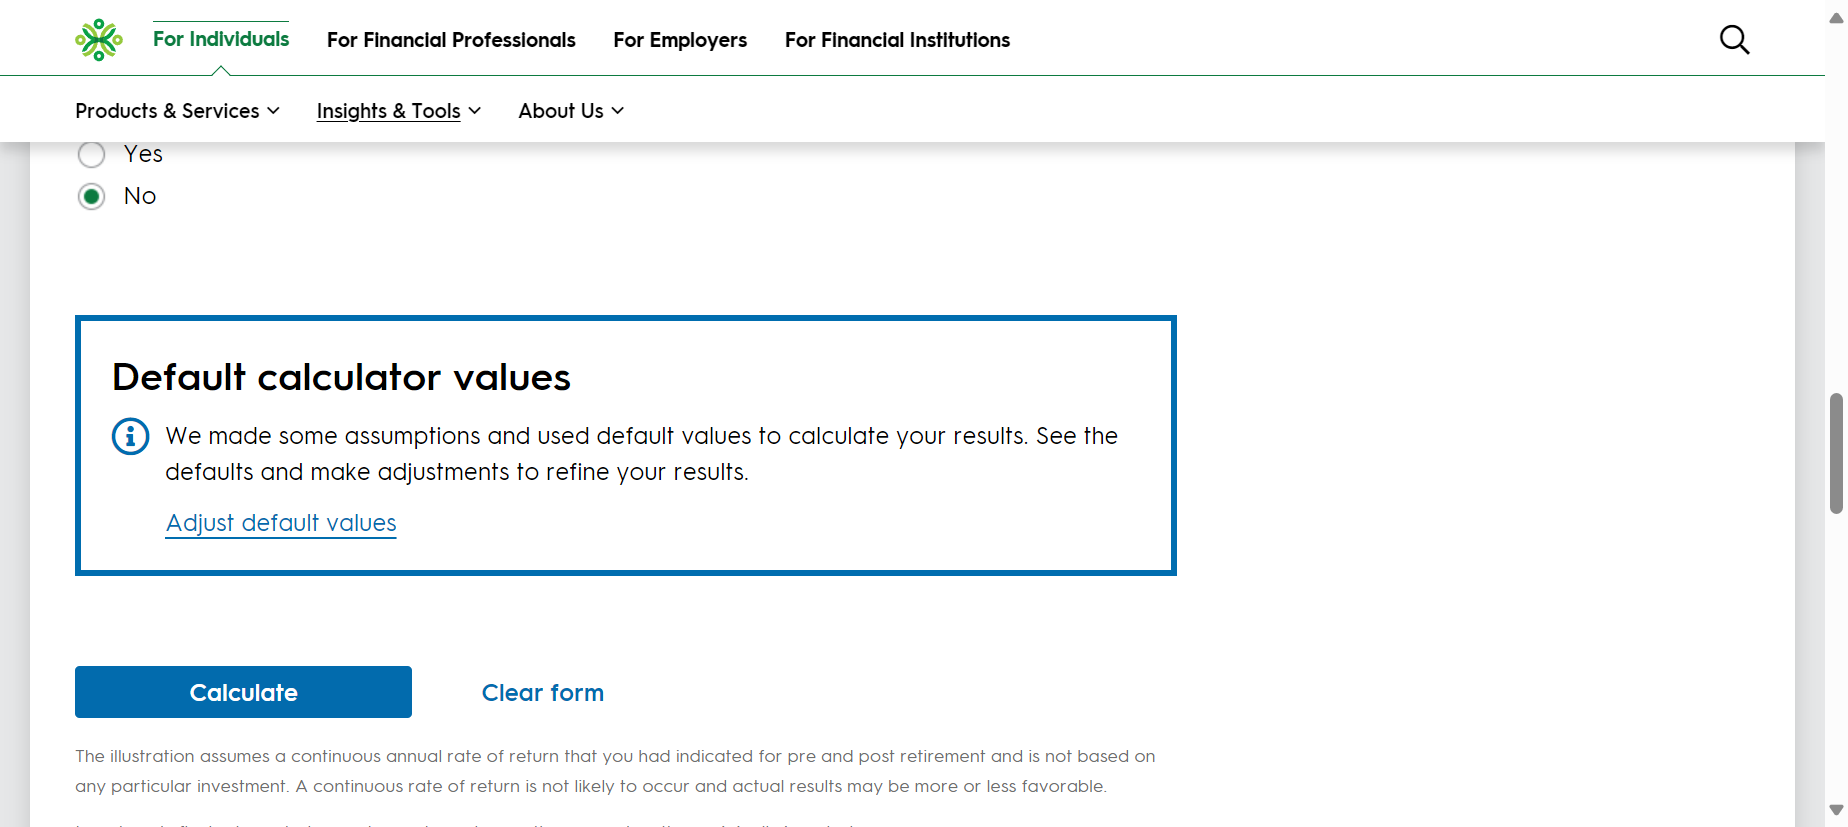 For Individuals
For Financial Professionals
For Employers
For Financial Institutions
Products & Services
Insights & Tools
About Us
Yes
No
Default calculator values
We made some assumptions and used default values to calculate your results. See the
defaults and make adjustments to refine your results.
Adjust default values
Calculate
Clear form
The illustration assumes a continuous annual rate of return that you had indicated for pre and post retirement and is not based on
any particular investment. A continuous rate of return is not likely to occur and actual results may be more or less favorable.